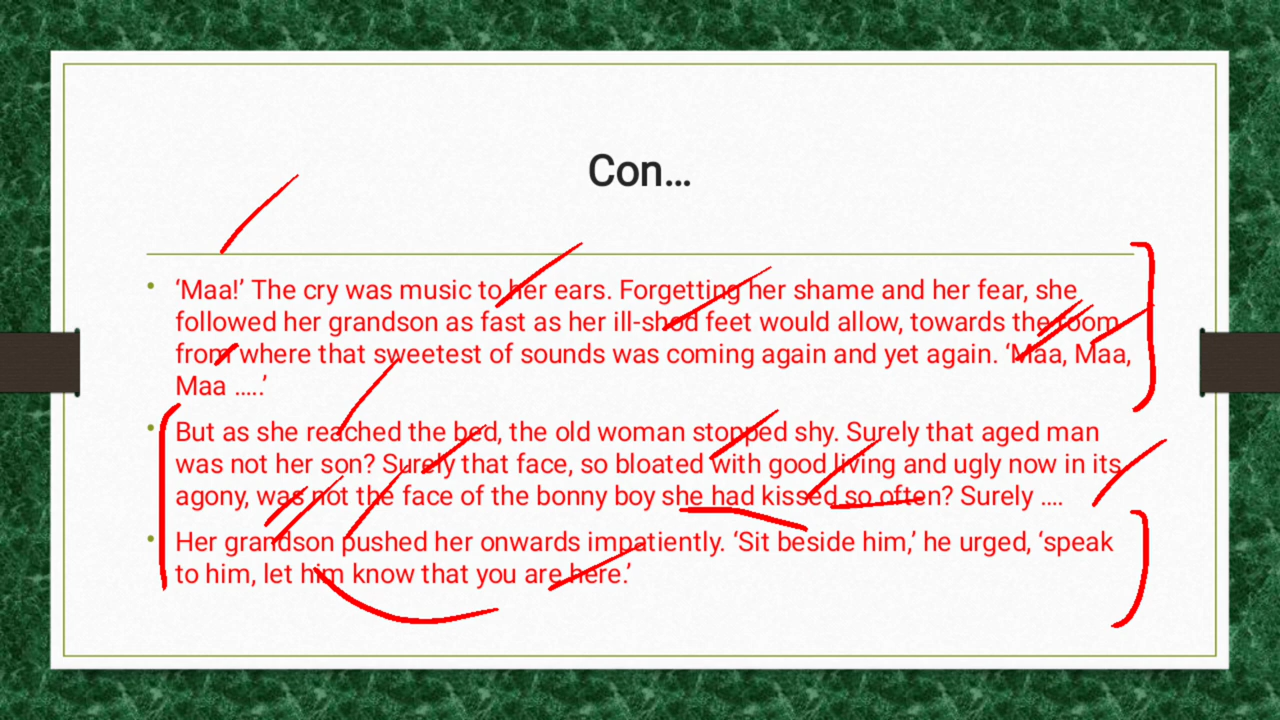 Con...
• ‘Maa!’ The cry was music to her ears. Forgetting her shame and her fear, she
followed her grandson as fast as her ill-shod feet would allow, towards the room
from where that sweetest of sounds was coming again and yet again. ‘Maa, Maa,
Maa .....’
• But as she reached the bed, the old woman stopped shy. Surely that aged man
was not her son? Surely that face, so bloated with good living and ugly now in its
agony, was not the face of the bonny boy she had kissed so often? Surely ....
• Her grandson pushed her onwards impatiently. ‘Sit beside him,’ he urged, ‘speak
to him, let him know that you are here.’